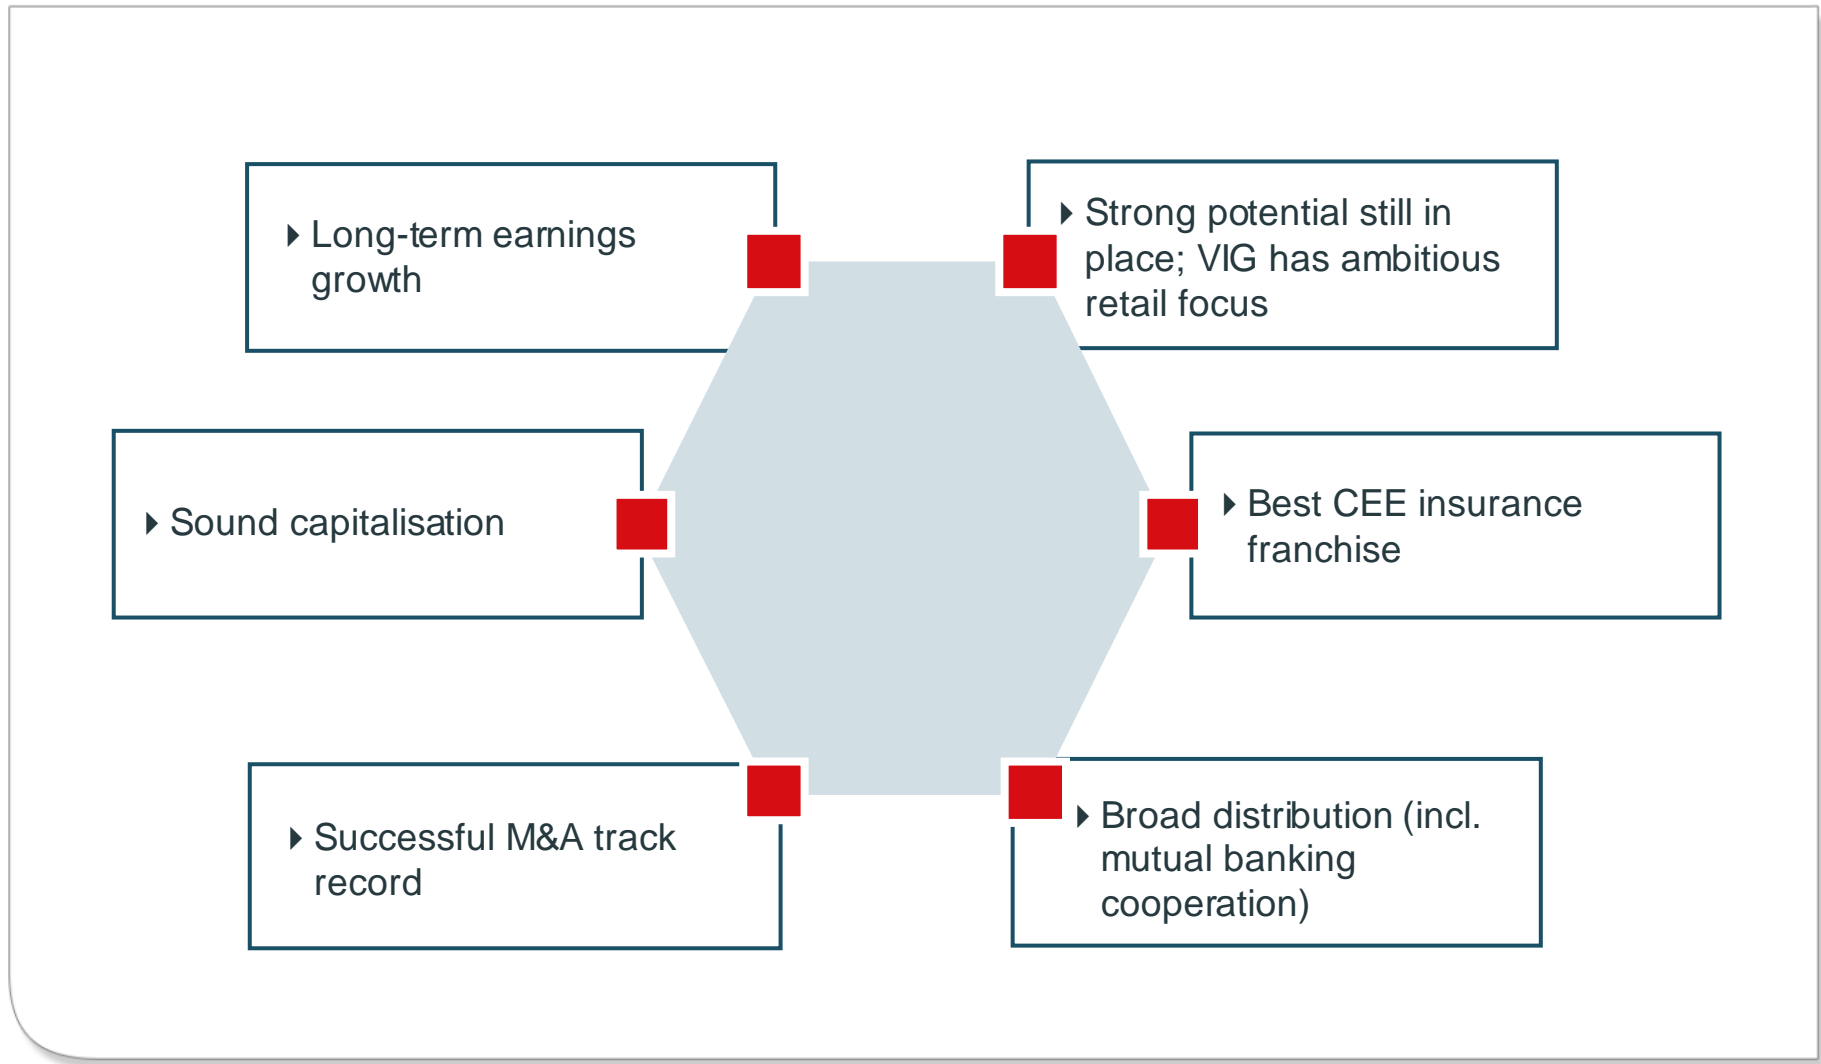 Long-term earnings
growth
Strong potential still in
place; VIG has ambitious
retail focus
Sound capitalisation
Best CEE insurance
franchise
Successful M&A track
record
Broad distribution (incl.
mutual banking
cooperation)